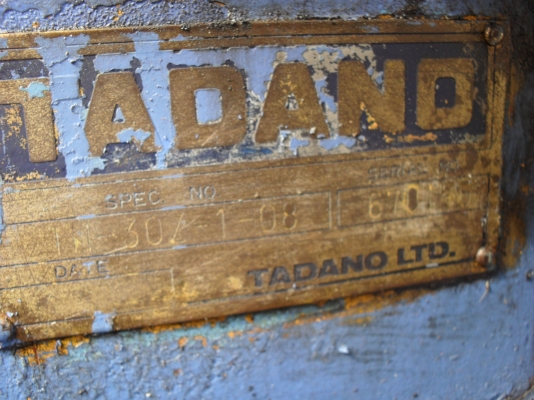 TADANO
SPEC. NO.
30A-1-08
DATE
TADANO LTD.